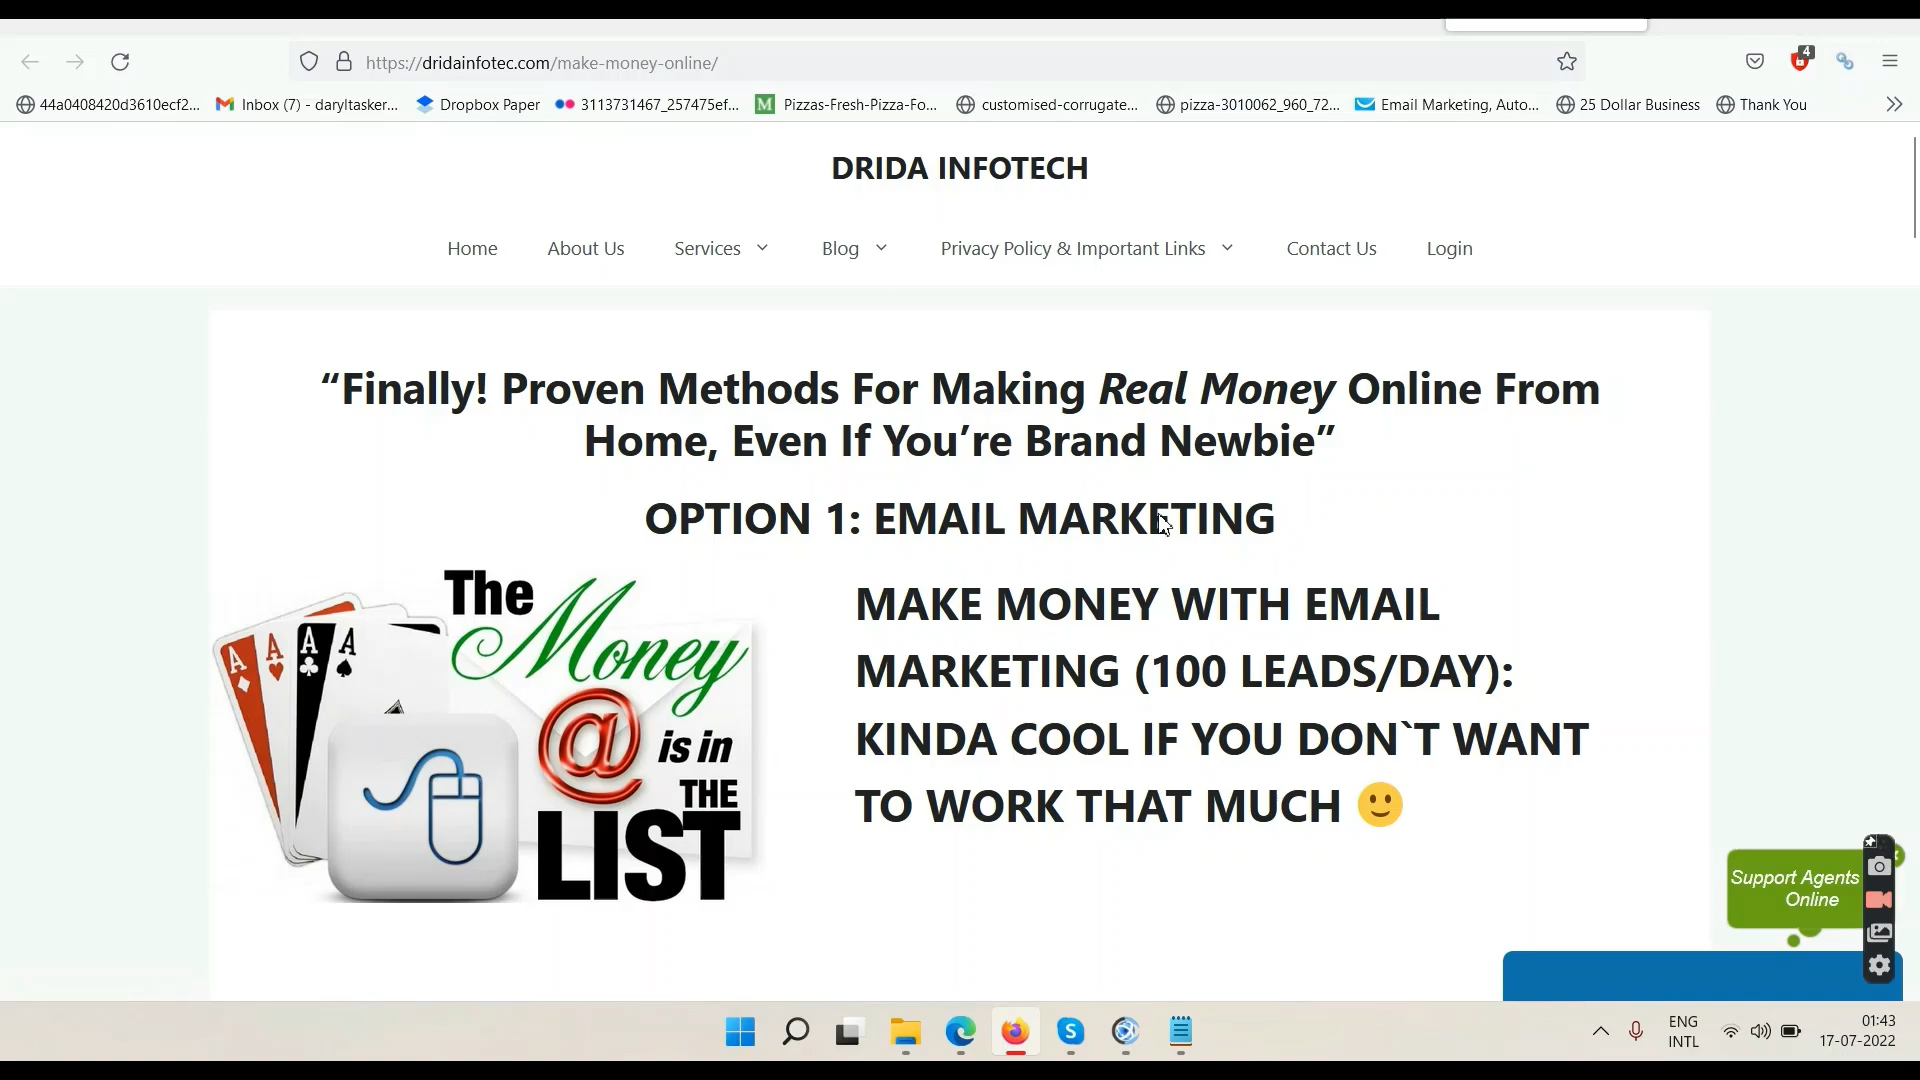 https://dridainfotec.com/make-money-online/
4
44a0408420d3610ecf2...
Inbox (7) - daryltasker...
Dropbox Paper
3113731467_257475ef...
M
Pizzas-Fresh-Pizza-Fo...
customised-corrugate...
pizza-3010062_960_72...
Email Marketing, Auto...
25 Dollar Business
Thank You
DRIDA INFOTECH
Home
About Us
Services
Blog
Privacy Policy & Important Links
Contact Us
Login
“Finally! Proven Methods For Making Real Money Online From
Home, Even If You’re Brand Newbie”
OPTION 1: EMAIL MARKETING
The
Money
@ is in
THE
LIST
A A A A
MAKE MONEY WITH EMAIL
MARKETING (100 LEADS/DAY):
KINDA COOL IF YOU DON`T WANT
TO WORK THAT MUCH 🙂
Support Agents
Online
S
ENG
INTL
01:43
17-07-2022